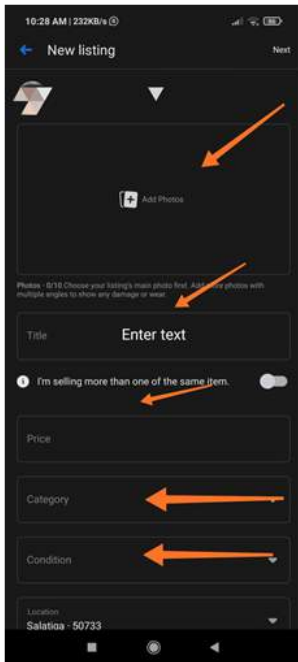 10:28 AM | 232KB/s
New listing
Next
Add Photos
Photos · 0/10 Choose your listing's main photo first. Add more photos with
multiple angles to show any damage or wear.
Title
Enter text
I'm selling more than one of the same item.
Price
Category
Condition
Location
Salatiga · 50733